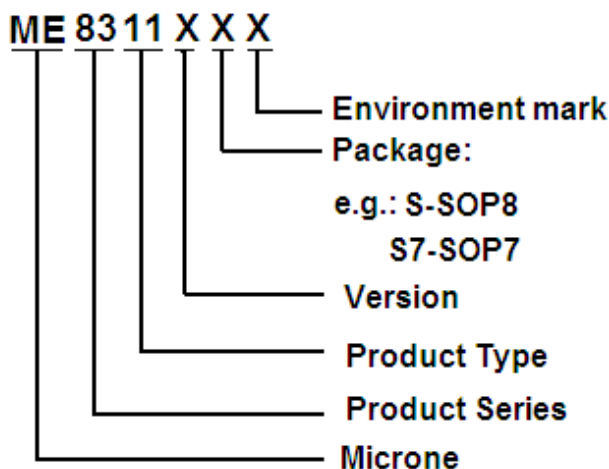 ME 83 11 X X X
Environment mark
Package:
e.g.: S-SOP8
S7-SOP7
Version
Product Type
Product Series
Microne